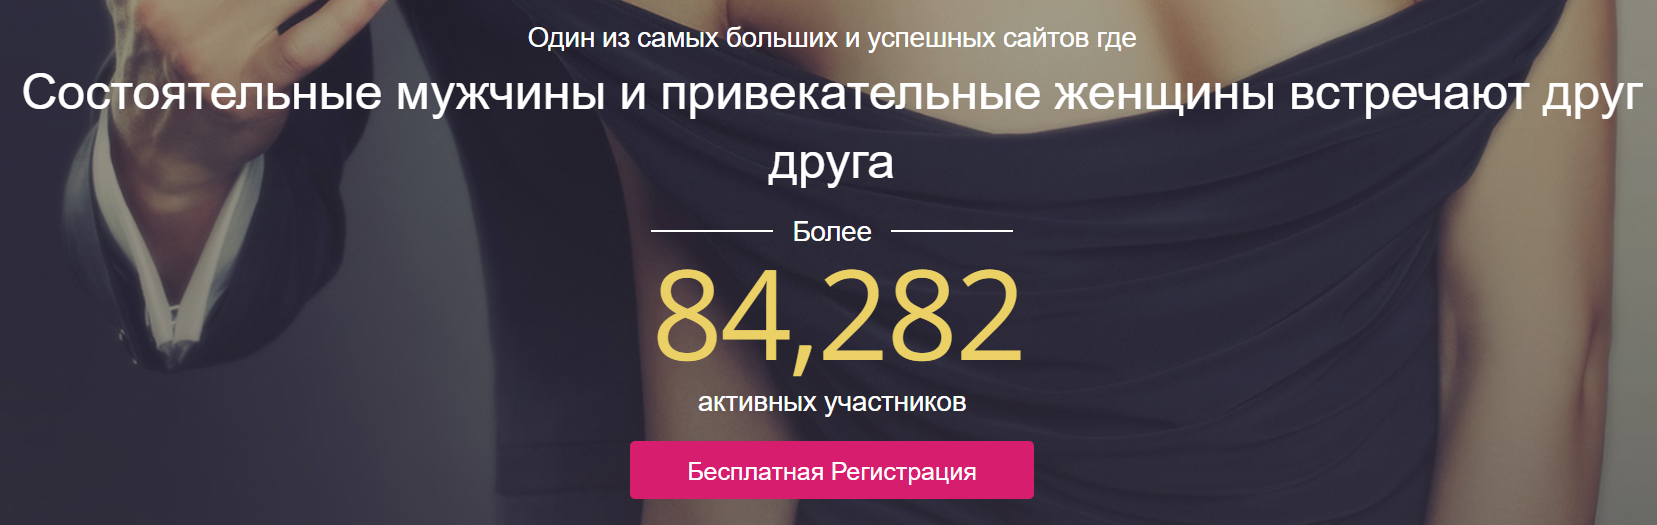 Один из самых больших и успешных сайтов где
Состоятельные мужчины и привекательные женщины встречают друг
друга
Более
84,282
активных участников
Бесплатная Регистрация